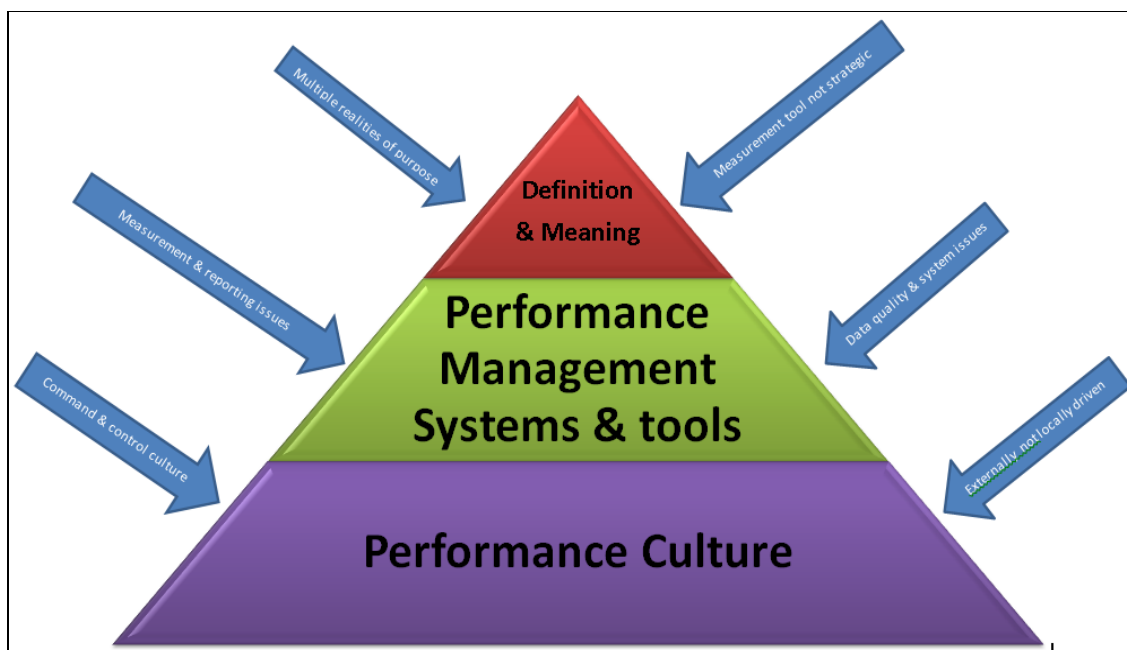 Multiple realities of purpose
Measurement tool not strategic
Definition
& Meaning
Measurement & reporting issues
Data quality & system issues
Performance
Management
Systems & tools
Command & control culture
Externally not locally driven
Performance Culture